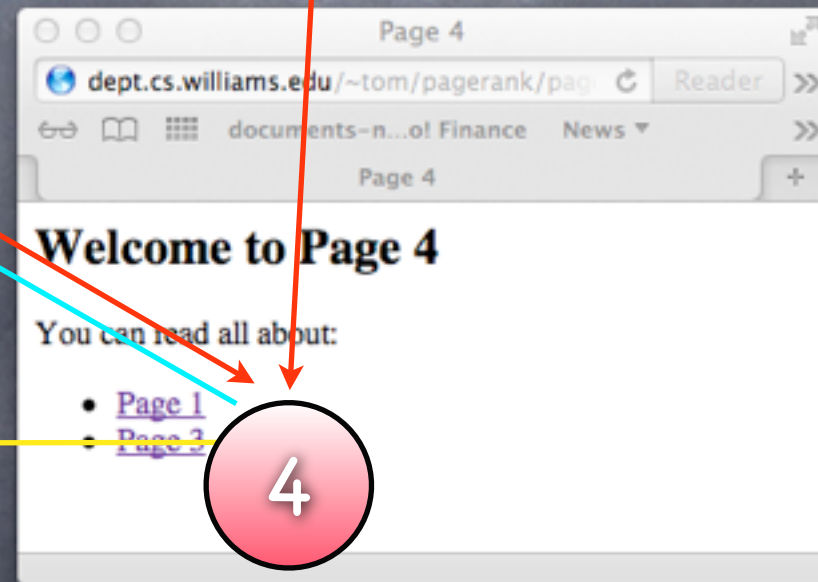 Page 4
dept.cs.williams.edu/~tom/pagerank/pag
Reader
documents-n...o! Finance News
Page 4
Welcome to Page 4
You can read all about:
• Page 1
• Page 3
4